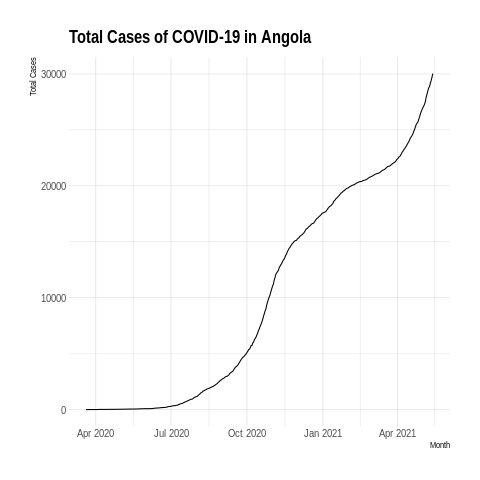 Total Cases of COVID-19 in Angola
Total Cases
30000
20000
10000
0
Apr 2020
Jul 2020
Oct 2020
Jan 2021
Apr 2021
Month